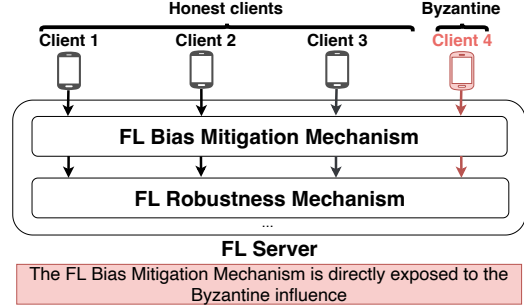 Honest clients Byzantine
Client 1 Client 2 Client 3 Client 4
FL Bias Mitigation Mechanism
FL Robustness Mechanism
...
FL Server
The FL Bias Mitigation Mechanism is directly exposed to the
Byzantine influence